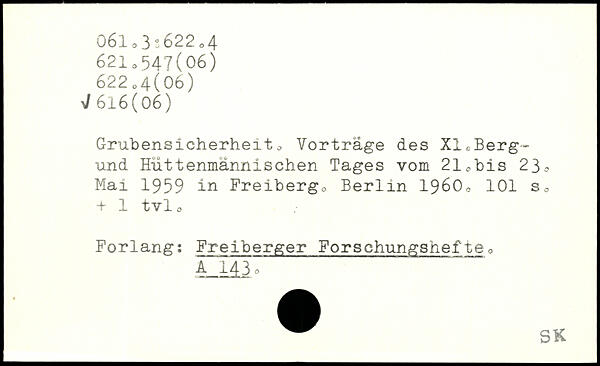 061.3:622.4
621.547(06)
622.4(06)
√616(06)
Grubensicherheit. Vorträge des Xl.Berg-
und Hüttenmännischen Tages vom 21.bis 23.
Mai 1959 in Freiberg. Berlin 1960. 101 s.
+ 1 tvl.
Forlang: Freiberger Forschungshefte.
A 143.
SK